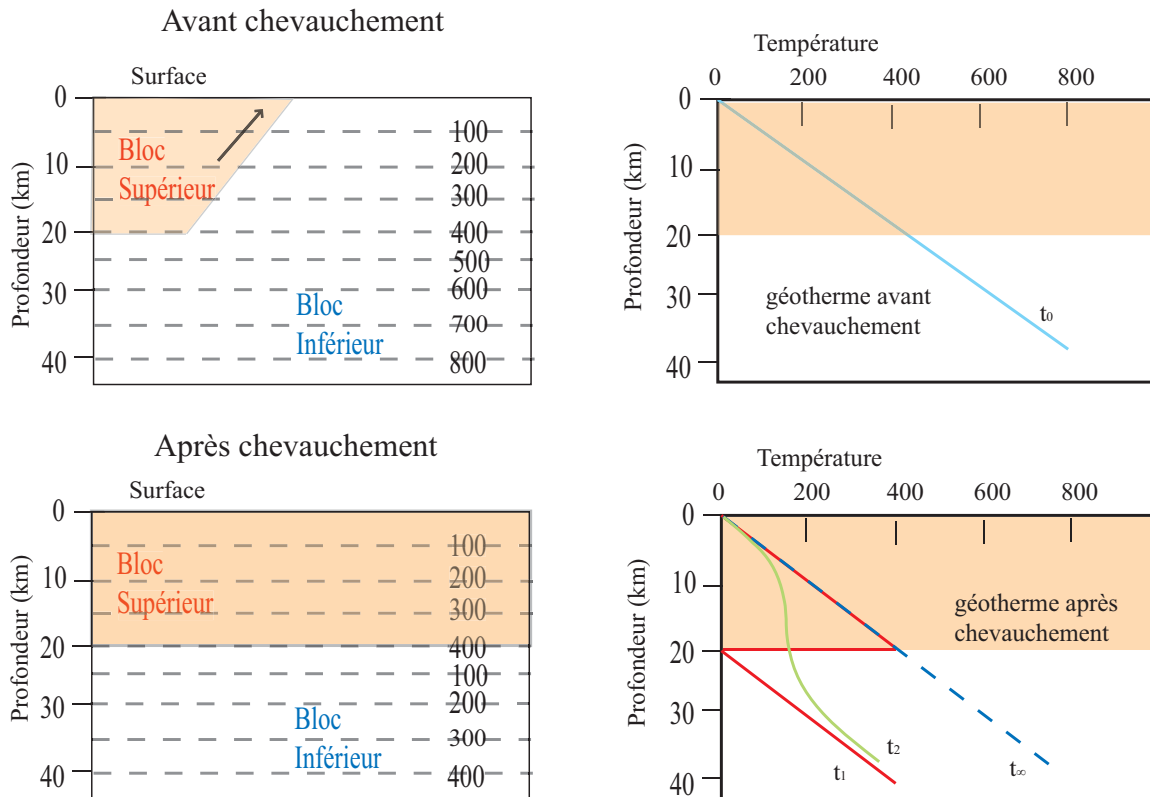 Avant chevauchement
Surface
Profondeur (km)
0
10
20
30
40
Bloc
Supérieur
Bloc
Inférieur
100
200
300
400
500
600
700
800
Température
0 200 400 600 800
Profondeur (km)
0
10
20
30
40
géotherme avant
chevauchement
t0
Après chevauchement
Surface
Profondeur (km)
0
10
20
30
40
Bloc
Supérieur
Bloc
Inférieur
100
200
300
400
100
200
300
400
Température
0 200 400 600 800
Profondeur (km)
0
10
20
30
40
géotherme après
chevauchement
t1
t2
t∞